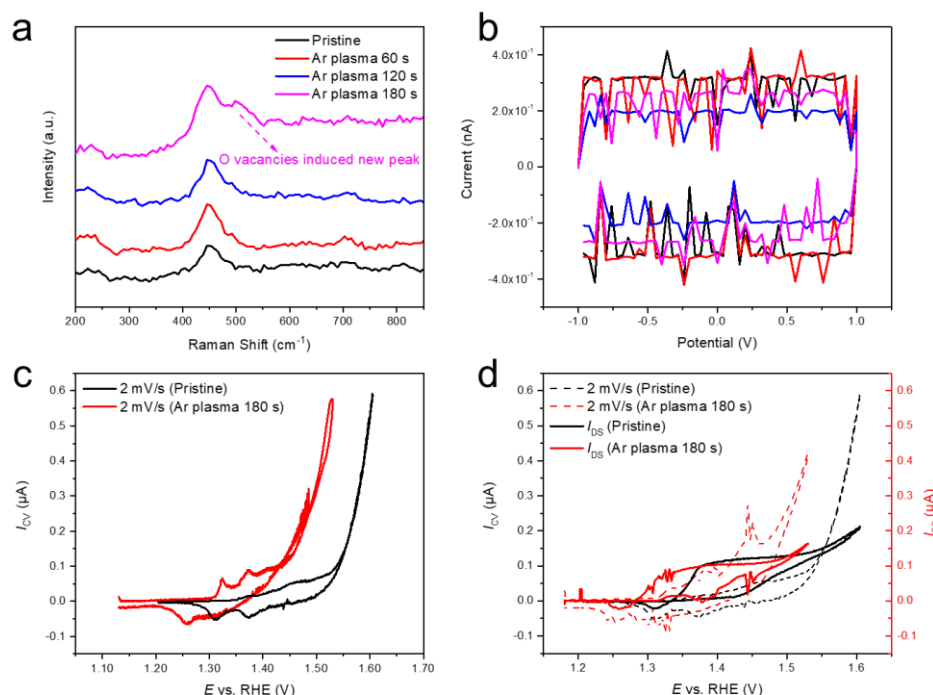 a
Pristine
Ar plasma 60 s
Ar plasma 120 s
Ar plasma 180 s
O vacancies induced new peak
Intensity (a.u.)
200 300 400 500 600 700 800
Raman Shift (cm⁻¹)
b
4.0x10⁻¹
2.0x10⁻¹
0.0
-2.0x10⁻¹
-4.0x10⁻¹
Current (nA)
-1.0 -0.5 0.0 0.5 1.0
Potential (V)
c
2 mV/s (Pristine)
2 mV/s (Ar plasma 180 s)
0.6
0.5
0.4
0.3
0.2
0.1
0.0
-0.1
I_CV (µA)
1.10 1.20 1.30 1.40 1.50 1.60 1.70
E vs. RHE (V)
d
2 mV/s (Pristine)
2 mV/s (Ar plasma 180 s)
I_DS (Pristine)
I_DS (Ar plasma 180 s)
0.6
0.5
0.4
0.3
0.2
0.1
0.0
-0.1
I_CV (µA)
0.6
0.5
0.4
0.3
0.2
0.1
0.0
-0.1
(µA)
1.2 1.3 1.4 1.5 1.6
E vs. RHE (V)